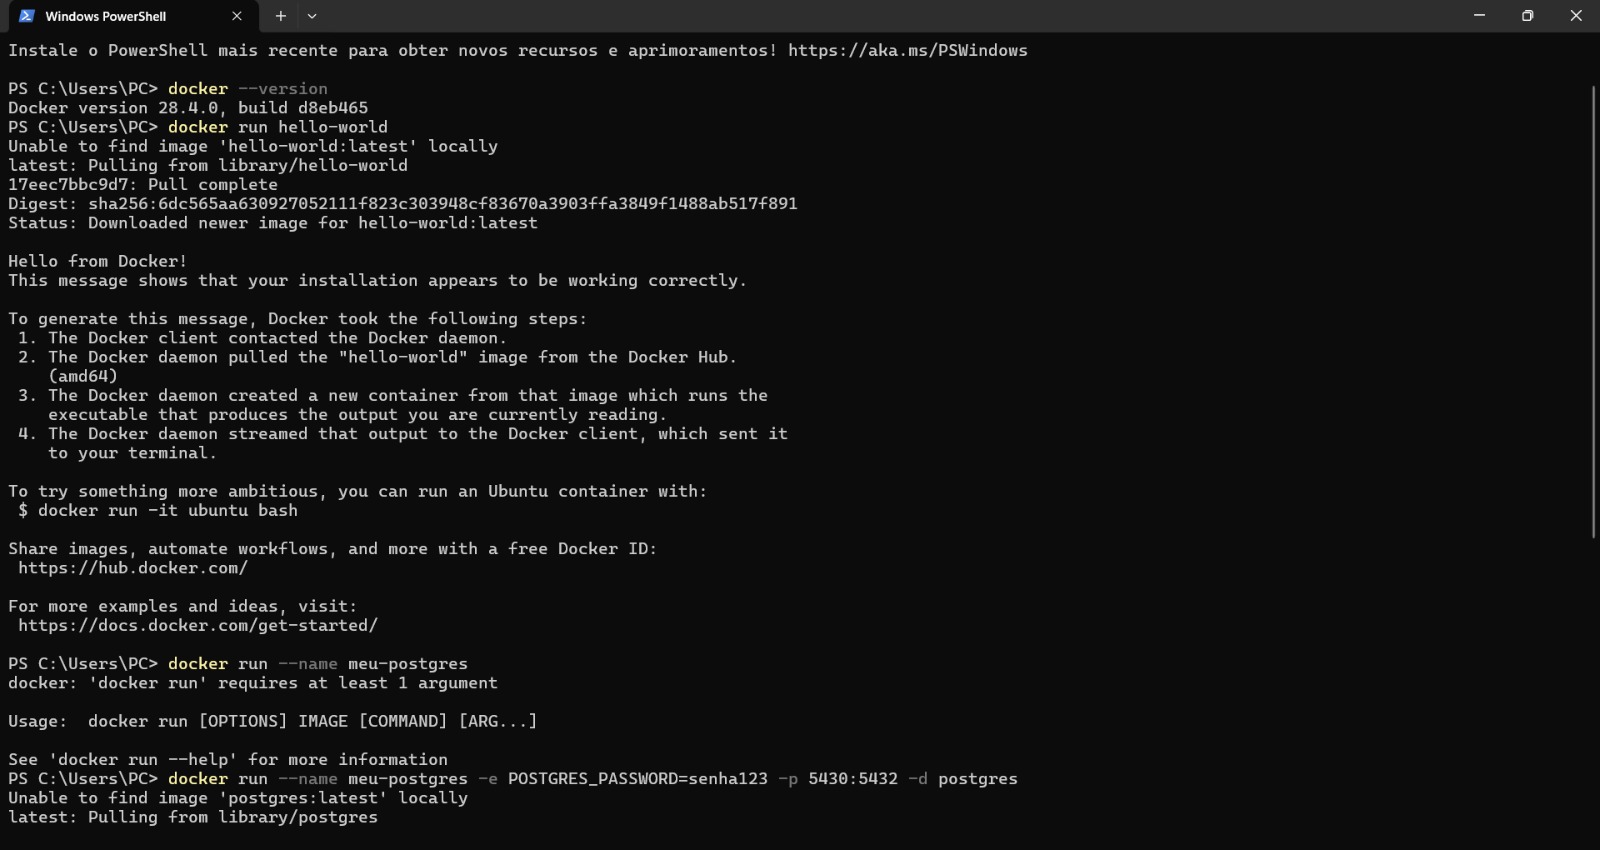 Windows PowerShell
Instale o PowerShell mais recente para obter novos recursos e aprimoramentos! https://aka.ms/PSWindows
PS C:\Users\PC> docker --version
Docker version 28.4.0, build d8eb465
PS C:\Users\PC> docker run hello-world
Unable to find image 'hello-world:latest' locally
latest: Pulling from library/hello-world
17eec7bbc9d7: Pull complete
Digest: sha256:6dc565aa630927052111f823c303948cf83670a3903ffa3849f1488ab517f891
Status: Downloaded newer image for hello-world:latest
Hello from Docker!
This message shows that your installation appears to be working correctly.
To generate this message, Docker took the following steps:
1. The Docker client contacted the Docker daemon.
2. The Docker daemon pulled the "hello-world" image from the Docker Hub.
(amd64)
3. The Docker daemon created a new container from that image which runs the
executable that produces the output you are currently reading.
4. The Docker daemon streamed that output to the Docker client, which sent it
to your terminal.
To try something more ambitious, you can run an Ubuntu container with:
$ docker run -it ubuntu bash
Share images, automate workflows, and more with a free Docker ID:
https://hub.docker.com/
For more examples and ideas, visit:
https://docs.docker.com/get-started/
PS C:\Users\PC> docker run --name meu-postgres
docker: 'docker run' requires at least 1 argument
Usage:  docker run [OPTIONS] IMAGE [COMMAND] [ARG...]
See 'docker run --help' for more information
PS C:\Users\PC> docker run --name meu-postgres -e POSTGRES_PASSWORD=senha123 -p 5430:5432 -d postgres
Unable to find image 'postgres:latest' locally
latest: Pulling from library/postgres